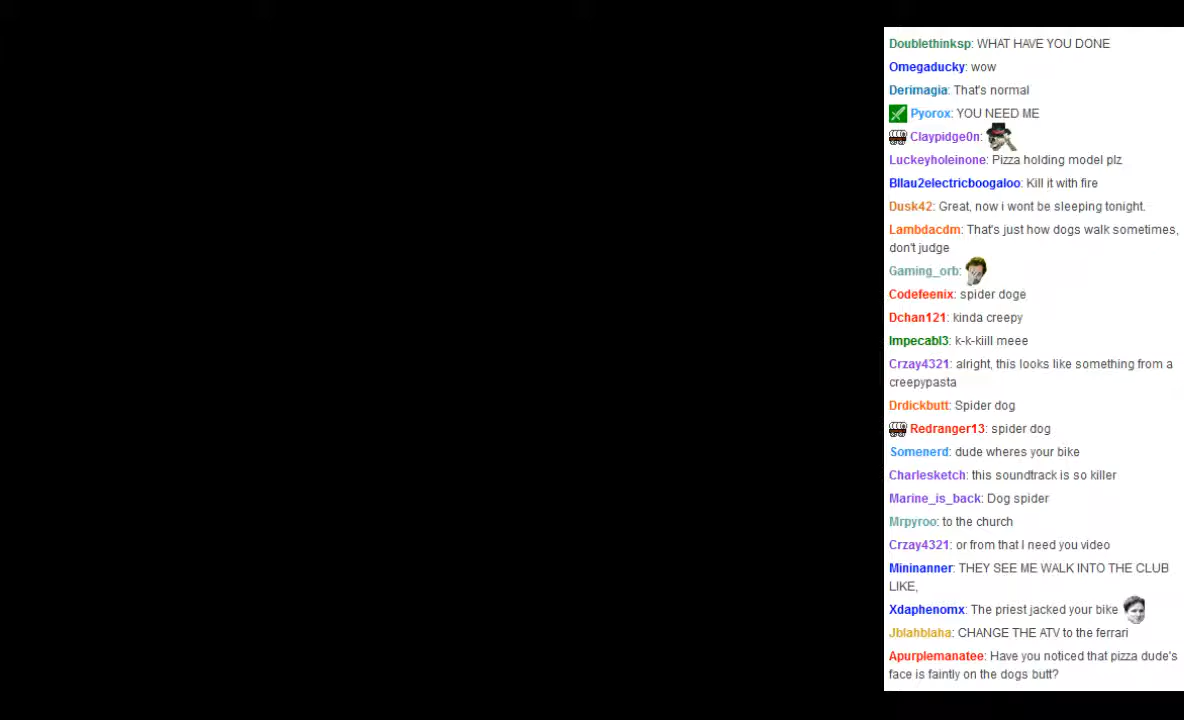 Doublethinksp: WHAT HAVE YOU DONE
Omegaducky: wow
Derimagia: That's normal
Pyorox: YOU NEED ME
Claypidge0n:
Luckeyholeinone: Pizza holding model plz
Bllau2electricboogaloo: Kill it with fire
Dusk42: Great, now i wont be sleeping tonight.
Lambdacdm: That's just how dogs walk sometimes,
don't judge
Gaming_orb:
Codefeenix: spider doge
Dchan121: kinda creepy
Impecabl3: k-k-kiill meee
Crzay4321: alright, this looks like something from a
creepypasta
Drdickbutt: Spider dog
Redranger13: spider dog
Somenerd: dude wheres your bike
Charlesketch: this soundtrack is so killer
Marine_is_back: Dog spider
Mrpyroo: to the church
Crzay4321: or from that I need you video
Mininanner: THEY SEE ME WALK INTO THE CLUB
LIKE,
Xdaphenomx: The priest jacked your bike
Jblahblaha: CHANGE THE ATV to the ferrari
Apurplemanatee: Have you noticed that pizza dude's
face is faintly on the dogs butt?